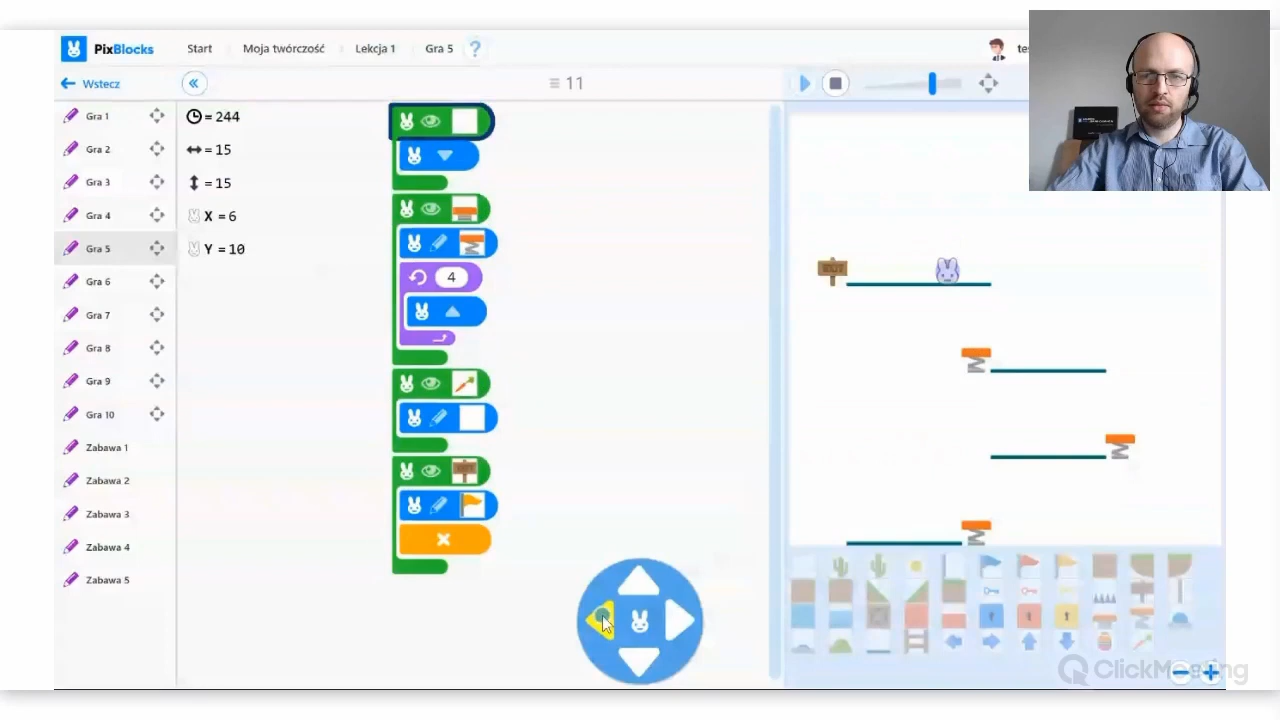 PixBlocks Start Moja twórczość Lekcja 1 Gra 5 ?
Wstecz
11
Gra 1
Gra 2
Gra 3
Gra 4
Gra 5
Gra 6
Gra 7
Gra 8
Gra 9
Gra 10
Zabawa 1
Zabawa 2
Zabawa 3
Zabawa 4
Zabawa 5
= 244
= 15
= 15
X = 6
Y = 10
4
ClickMeeting